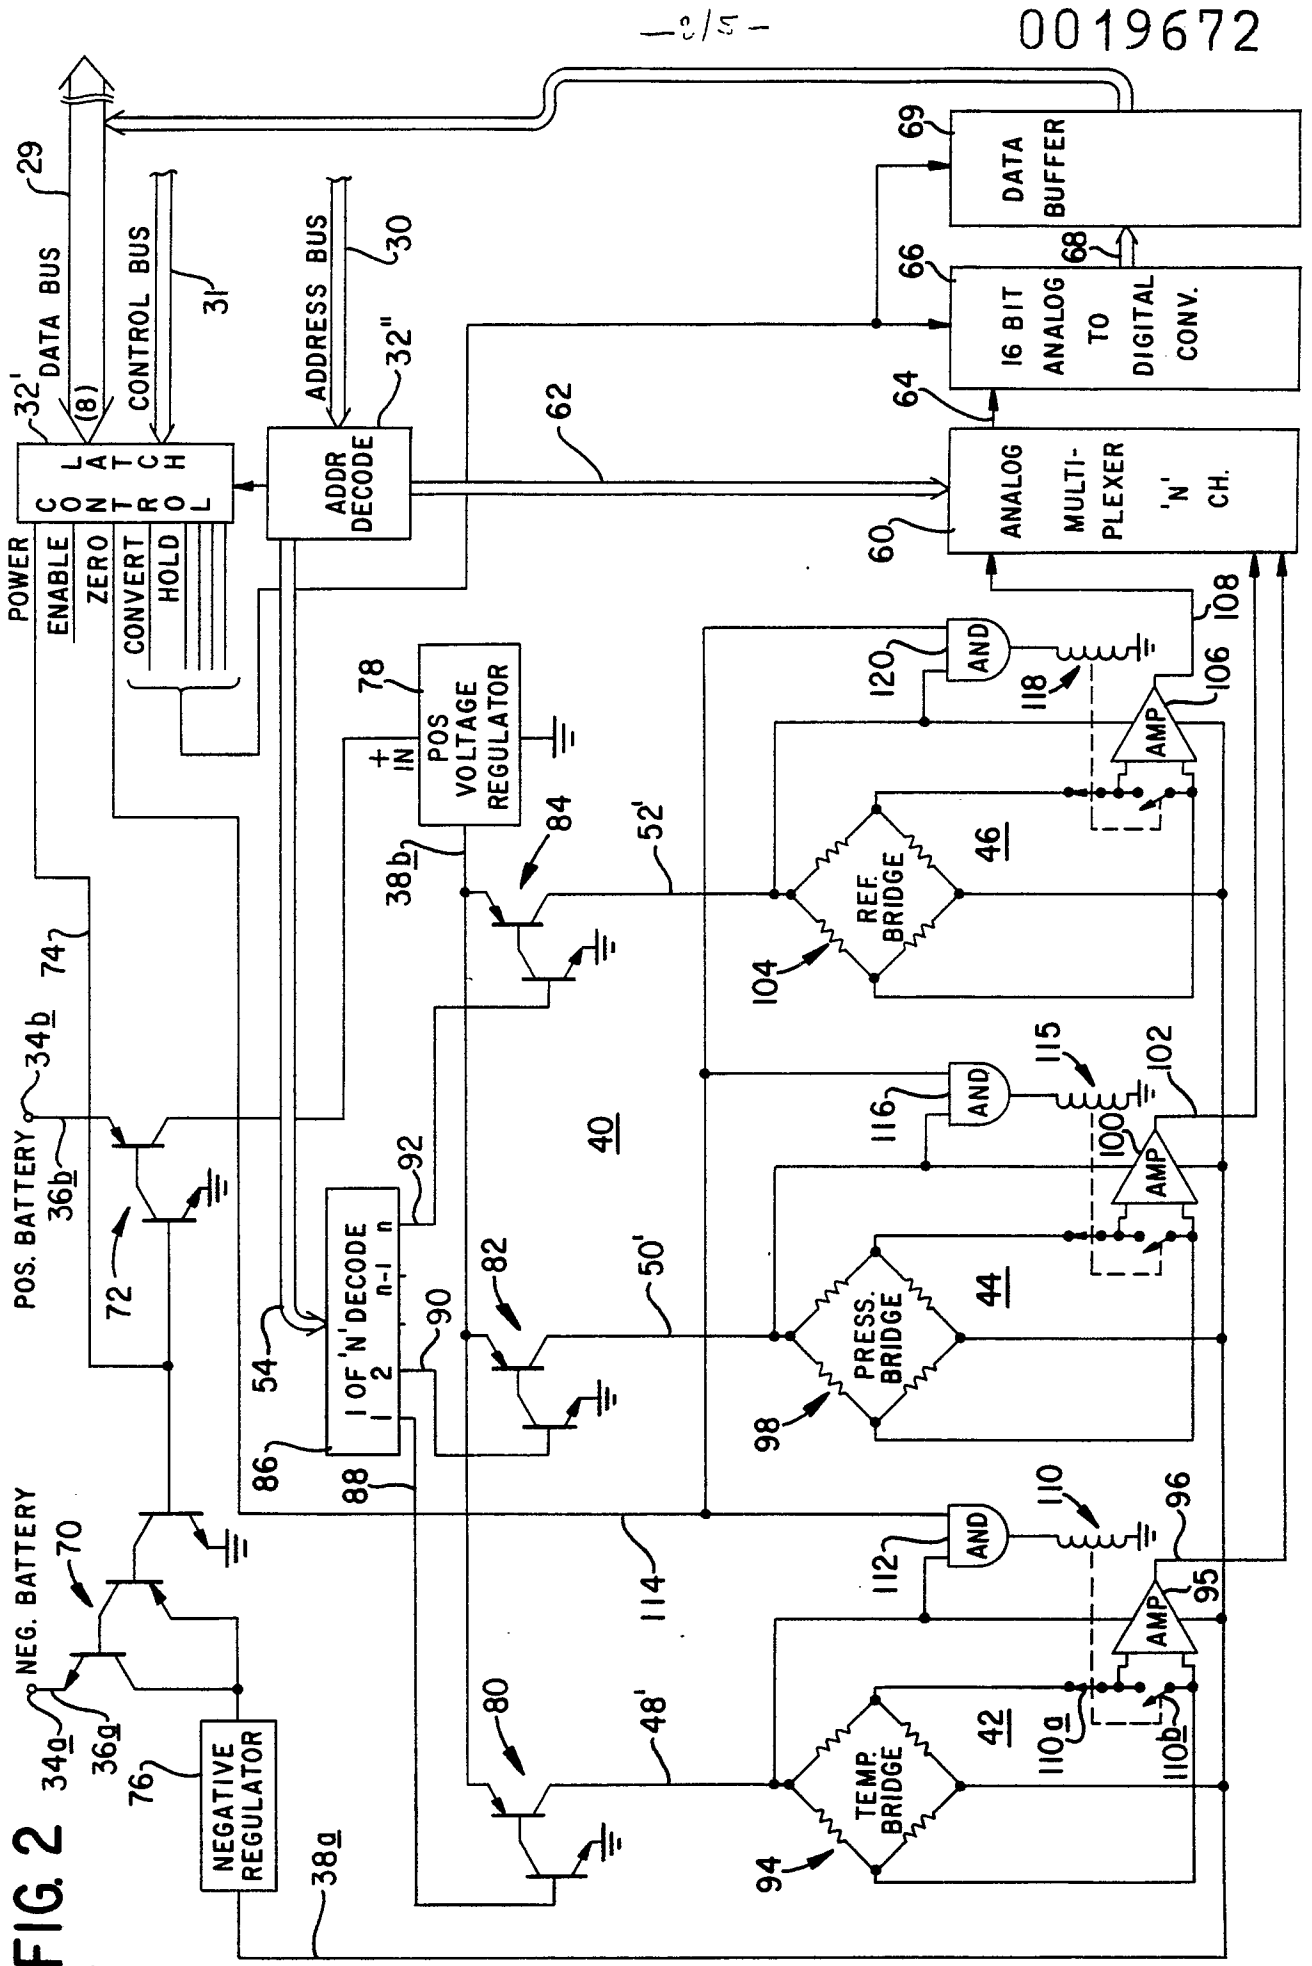 0019672
—2/5—
FIG. 2
34a
NEG. BATTERY
36a
70
76
NEGATIVE
REGULATOR
38a
POS. BATTERY
34b
36b
72
74
POWER
ENABLE
ZERO
CONVERT
HOLD
32'
CONTROL
LATCH
(8)
DATA BUS
29
CONTROL BUS
31
ADDRESS BUS
30
32"
ADDR
DECODE
62
54
86
1 OF 'N' DECODE
1 2 n-1 n
88
90
92
40
+
IN
78
POS
VOLTAGE
REGULATOR
38b
80
82
84
48'
50'
52'
114
94
TEMP.
BRIDGE
42
112
AND
110
110a
110b
AMP
95
96
98
PRESS.
BRIDGE
44
116
AND
115
AMP
100
102
104
REF.
BRIDGE
46
120
AND
118
AMP
106
108
60
ANALOG
MULTI-
PLEXER
'N'
CH.
64
66
16 BIT
ANALOG
TO
DIGITAL
CONV.
68
69
DATA
BUFFER